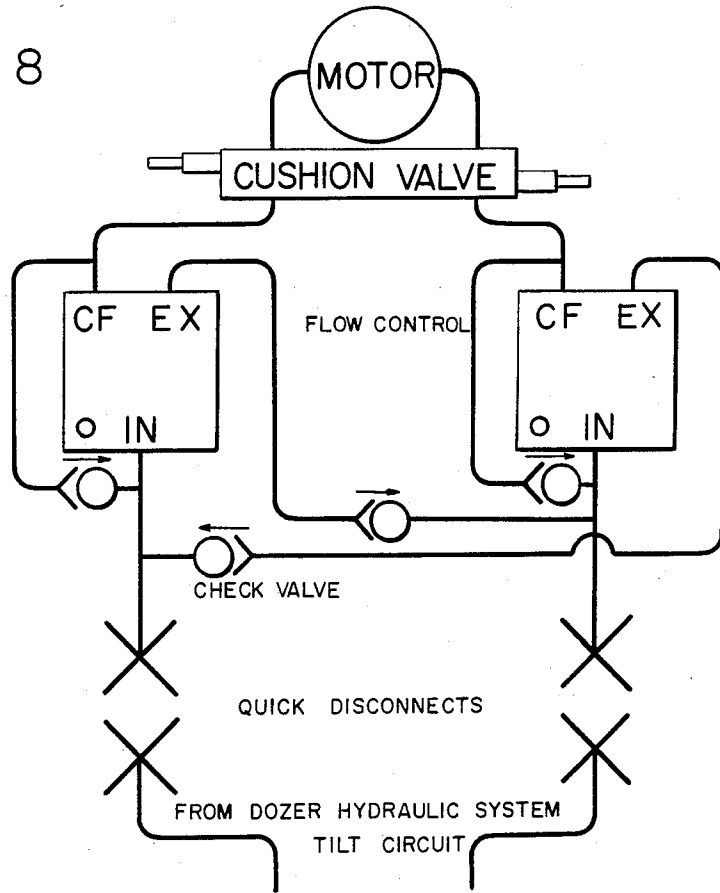 8
MOTOR
CUSHION VALVE
CF EX
FLOW CONTROL
CF EX
IN
IN
CHECK VALVE
QUICK DISCONNECTS
FROM DOZER HYDRAULIC SYSTEM
TILT CIRCUIT